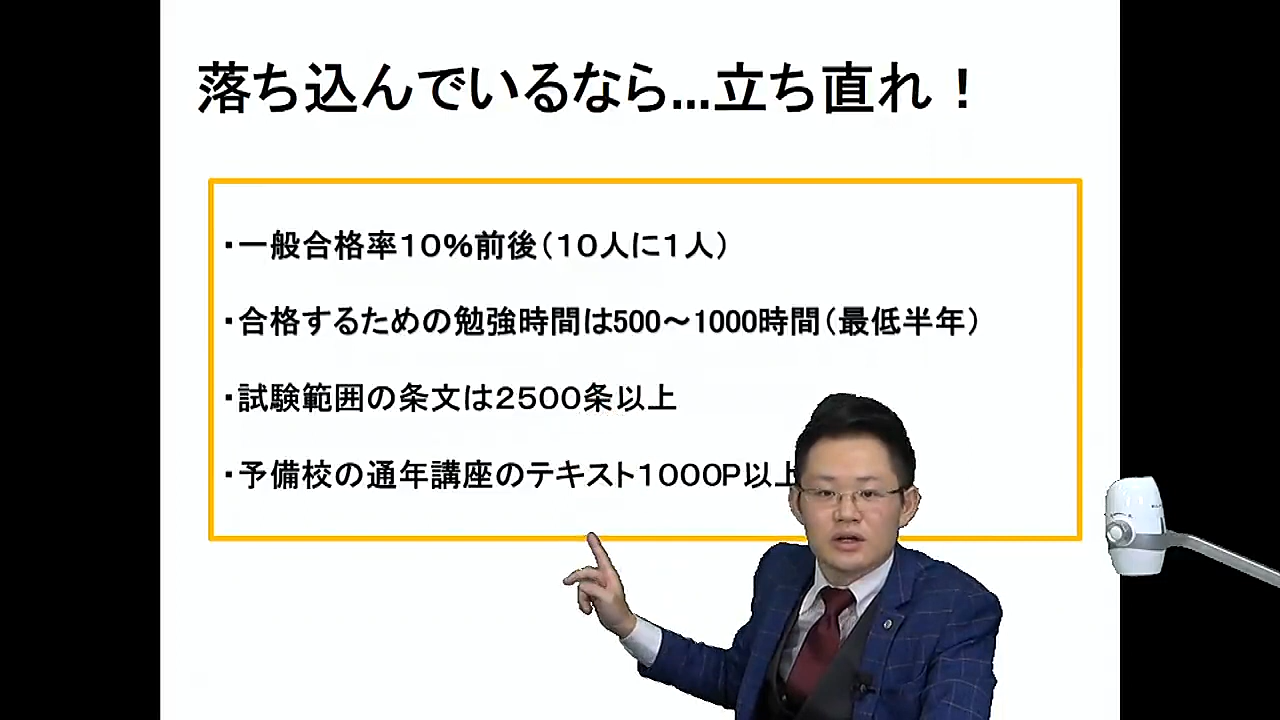 落ち込んでいるなら...立ち直れ！
・一般合格率１０％前後（１０人に１人）
・合格するための勉強時間は500～1000時間（最低半年）
・試験範囲の条文は２５００条以上
・予備校の通年講座のテキスト１０００Ｐ以上